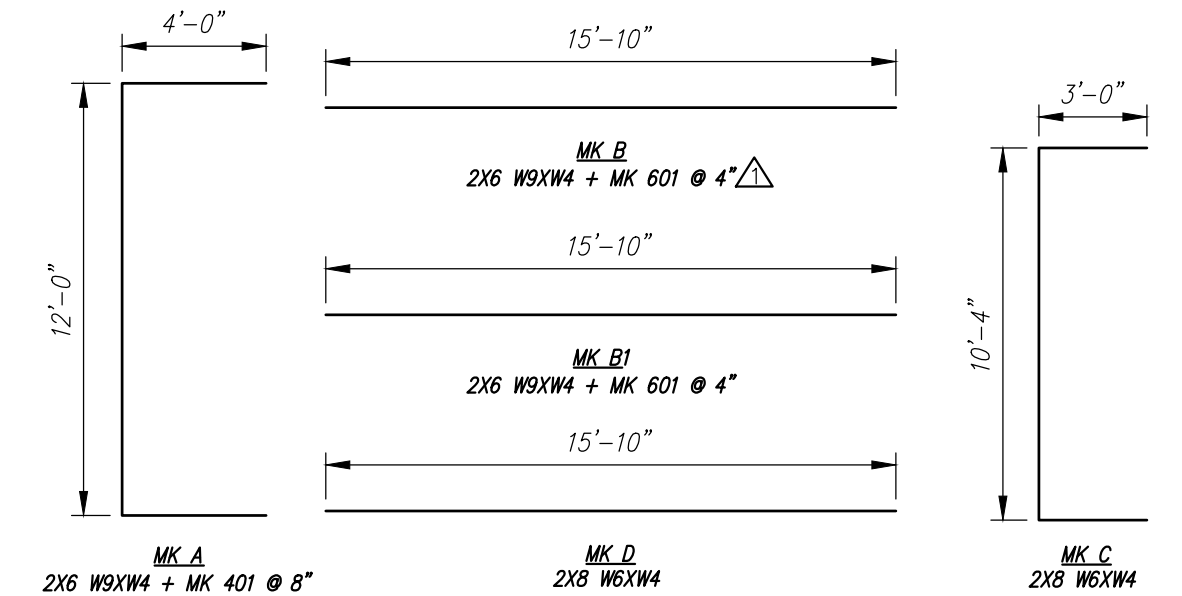 4'-0"
12'-0"
MK A
2X6 W9XW4 + MK 401 @ 8"
15'-10"
MK B
2X6 W9XW4 + MK 601 @ 4" 1
15'-10"
MK B1
2X6 W9XW4 + MK 601 @ 4"
15'-10"
MK D
2X8 W6XW4
3'-0"
10'-4"
MK C
2X8 W6XW4